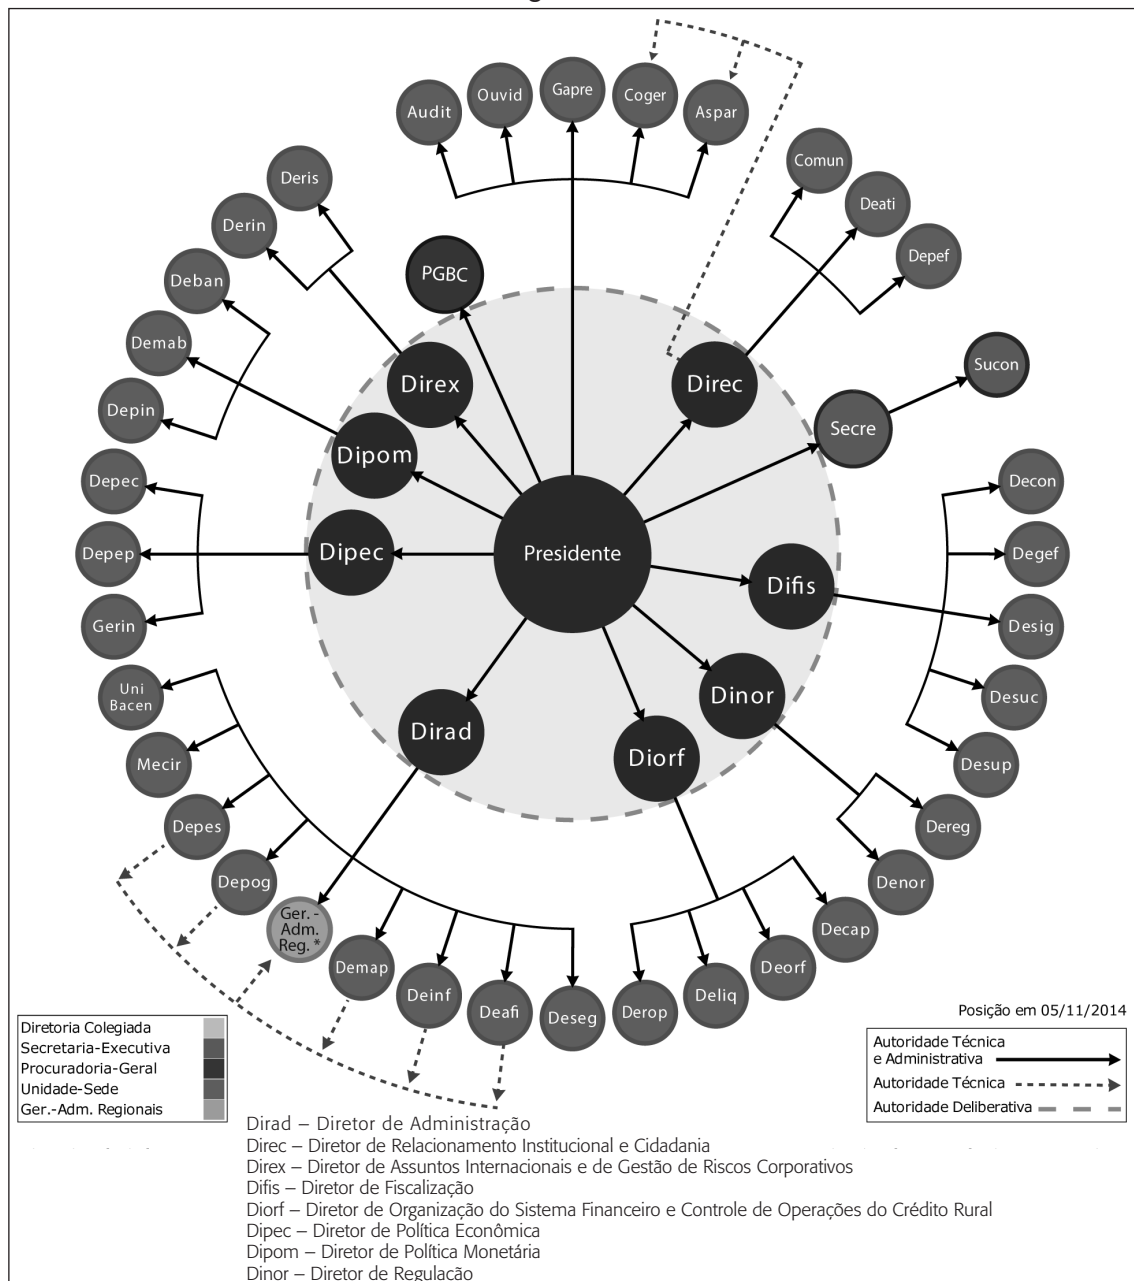 Audit
Ouvid
Gapre
Coger
Aspar
Comun
Deati
Depef
Deris
Derin
Deban
Demab
Depin
PGBC
Direx
Direc
Sucon
Secre
Dipom
Depec
Depep
Gerin
Dipec
Presidente
Difis
Decon
Degef
Desig
Desuc
Desup
Dinor
Dirad
Diorf
Uni
Bacen
Mecir
Depes
Depog
Ger. -
Adm.
Reg. *
Demap
Deinf
Deafi
Deseg
Derop
Deliq
Deorf
Decap
Denor
Dereg
Posição em 05/11/2014
Diretoria Colegiada
Secretaria-Executiva
Procuradoria-Geral
Unidade-Sede
Ger.-Adm. Regionais
Autoridade Técnica
e Administrativa
Autoridade Técnica
Autoridade Deliberativa
Dirad – Diretor de Administração
Direc – Diretor de Relacionamento Institucional e Cidadania
Direx – Diretor de Assuntos Internacionais e de Gestão de Riscos Corporativos
Difis – Diretor de Fiscalização
Diorf – Diretor de Organização do Sistema Financeiro e Controle de Operações do Crédito Rural
Dipec – Diretor de Política Econômica
Dipom – Diretor de Política Monetária
Dinor – Diretor de Regulação